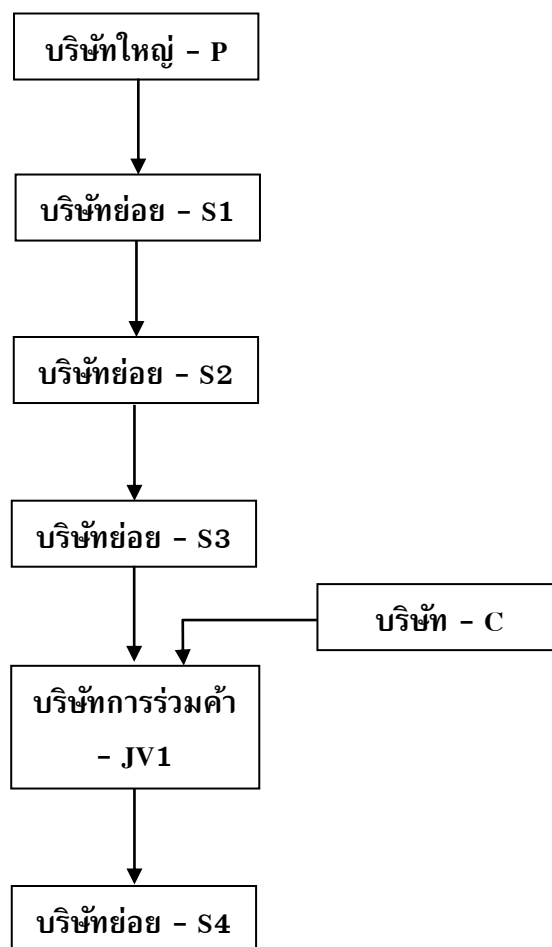 บริษัทใหญ่ - P
บริษัทย่อย - S1
บริษัทย่อย - S2
บริษัทย่อย - S3
บริษัท - C
บริษัทการร่วมค้า
- JV1
บริษัทย่อย - S4